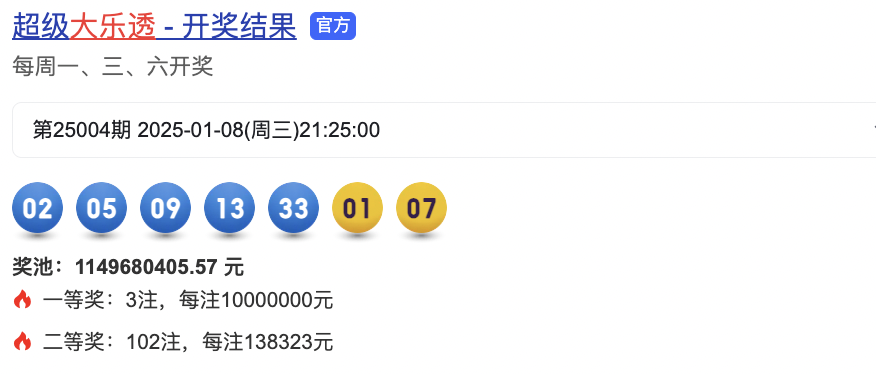 超级大乐透 - 开奖结果 官方
每周一、三、六开奖
第25004期 2025-01-08(周三)21:25:00
02 05 09 13 33 01 07
奖池：1149680405.57 元
一等奖：3注，每注10000000元
二等奖：102注，每注138323元